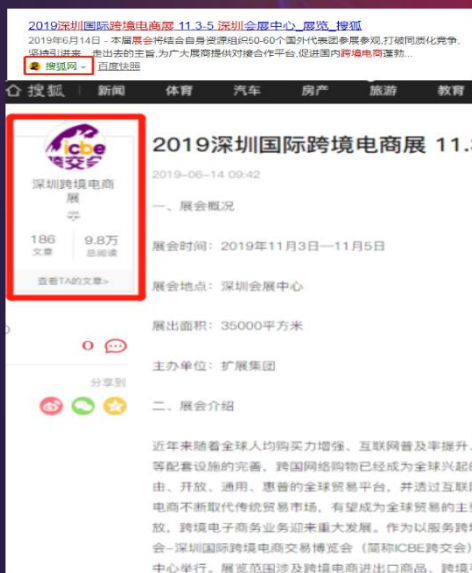 2019深圳国际跨境电商展 11.3-5 深圳会展中心_展览_搜狐
2019年6月14日 - 本届展会将结合自身资源组织50-60个国外代表团参展参观,打破同质化竞争,
坚持引进来、走出去的主旨,为广大展商提供对接合作平台,促进国内跨境电商蓬勃...
搜狐网 - 百度快照
搜狐 新闻 体育 汽车 房产 旅游 教育
icbe
跨交会
深圳跨境电商
展
186 9.8万
文章 总阅读
查看TA的文章>
0
分享到
2019深圳国际跨境电商展 11.
2019-06-14 09:42
一、展会概况
展会时间：2019年11月3日—11月5日
展会地点：深圳会展中心
展出面积：35000平方米
主办单位：扩展集团
二、展会介绍
近年来随着全球人均购买力增强、互联网普及率提升、
等配套设施的完善，跨国网络购物已经成为全球兴起的
由、开放、通用、惠普的全球贸易平台，并透过互联网
电商不断取代传统贸易市场，有望成为全球贸易的主要
放，跨境电子商务业务迎来重大发展。作为以服务跨境
会-深圳国际跨境电商交易博览会（简称ICBE跨交会）
中心举行。展览范围涉及跨境电商进出口商品、跨境